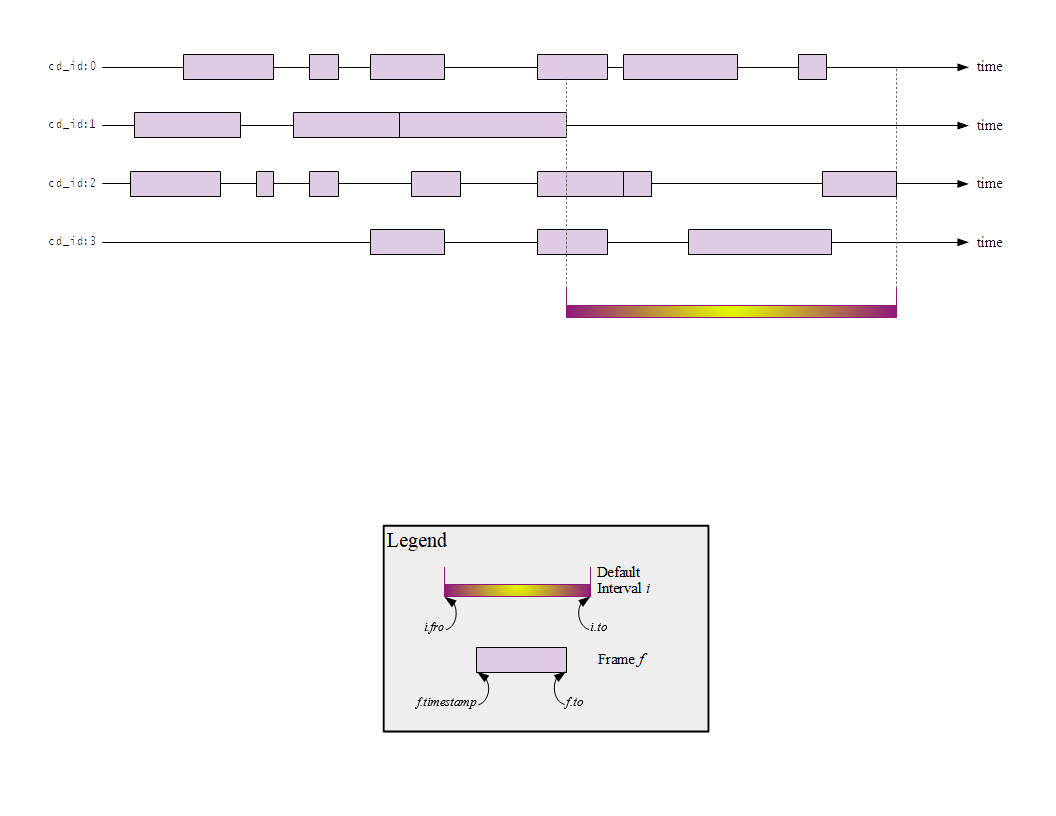 cd_id:0 time
cd_id:1 time
cd_id:2 time
cd_id:3 time
Legend
Default
Interval i
i.fro i.to
Frame f
f.timestamp f.to